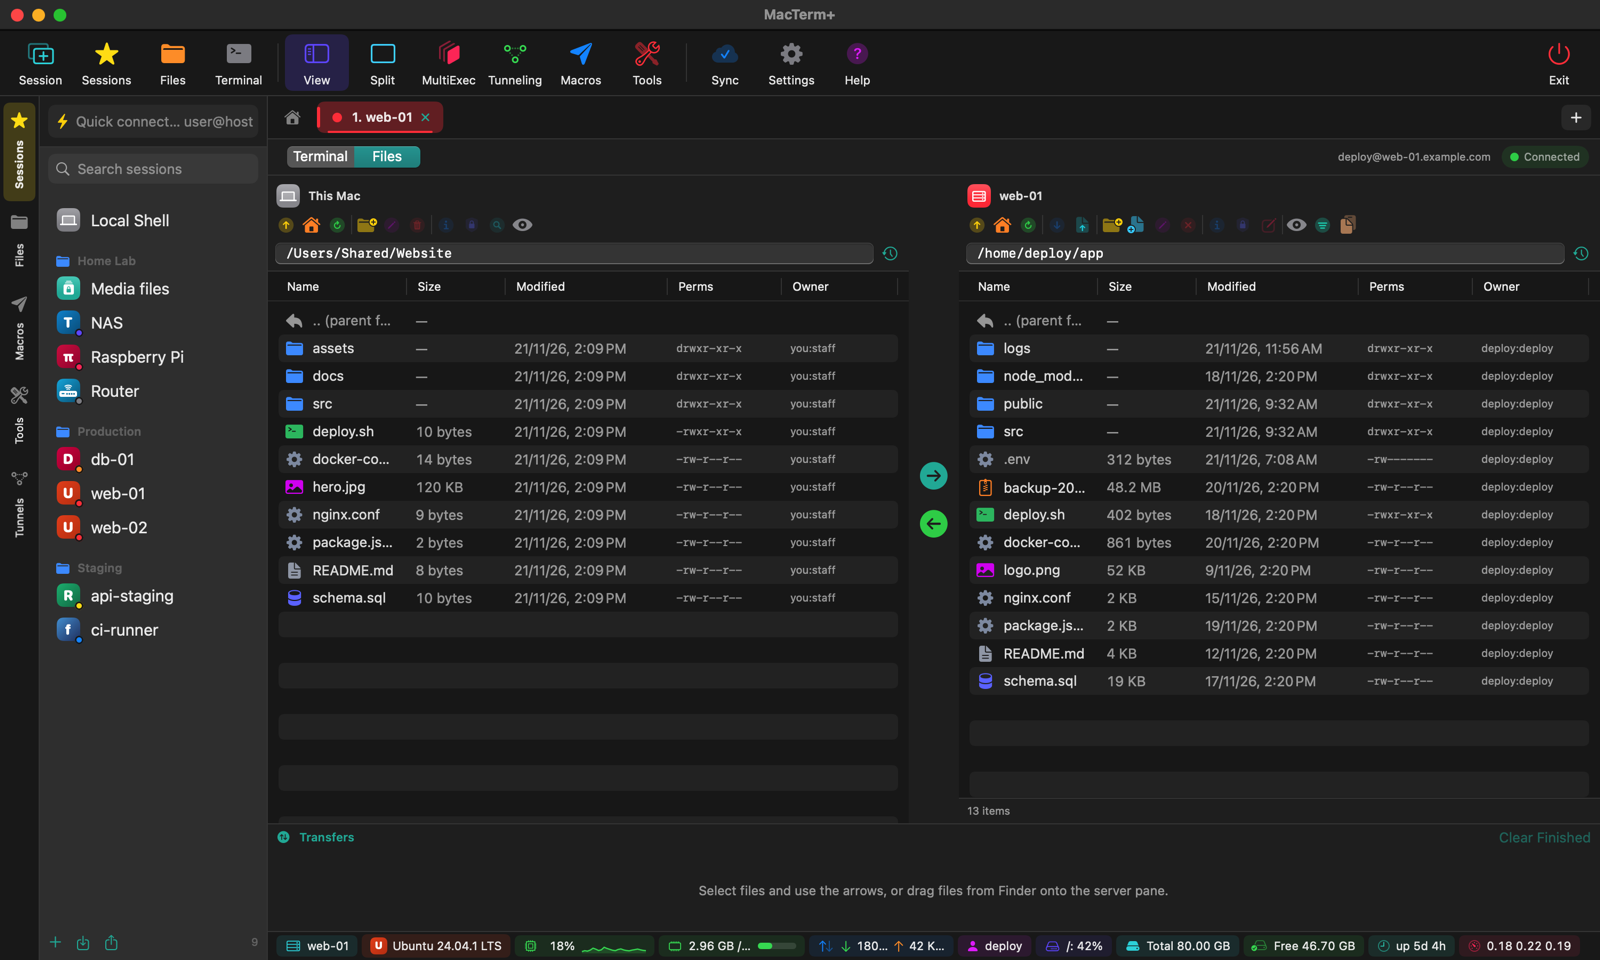 MacTerm+
Session Sessions Files Terminal View Split MultiExec Tunneling Macros Tools Sync Settings Help Exit
Sessions
Files
Macros
Tools
Tunnels
Quick connect... user@host
Search sessions
Local Shell
Home Lab
Media files
T NAS
π Raspberry Pi
Router
Production
D db-01
U web-01
U web-02
Staging
R api-staging
f ci-runner
9
1. web-01
Terminal Files
deploy@web-01.example.com Connected
This Mac
/Users/Shared/Website
Name Size Modified Perms Owner
.. (parent f... —
assets — 21/11/26, 2:09 PM drwxr-xr-x you:staff
docs — 21/11/26, 2:09 PM drwxr-xr-x you:staff
src — 21/11/26, 2:09 PM drwxr-xr-x you:staff
deploy.sh 10 bytes 21/11/26, 2:09 PM -rwxr-xr-x you:staff
docker-co... 14 bytes 21/11/26, 2:09 PM -rw-r--r-- you:staff
hero.jpg 120 KB 21/11/26, 2:09 PM -rw-r--r-- you:staff
nginx.conf 9 bytes 21/11/26, 2:09 PM -rw-r--r-- you:staff
package.js... 2 bytes 21/11/26, 2:09 PM -rw-r--r-- you:staff
README.md 8 bytes 21/11/26, 2:09 PM -rw-r--r-- you:staff
schema.sql 10 bytes 21/11/26, 2:09 PM -rw-r--r-- you:staff
web-01
/home/deploy/app
Name Size Modified Perms Owner
.. (parent f... —
logs — 21/11/26, 11:56 AM drwxr-xr-x deploy:deploy
node_mod... — 18/11/26, 2:20 PM drwxr-xr-x deploy:deploy
public — 21/11/26, 9:32 AM drwxr-xr-x deploy:deploy
src — 21/11/26, 9:32 AM drwxr-xr-x deploy:deploy
.env 312 bytes 21/11/26, 7:08 AM -rw------- deploy:deploy
backup-20... 48.2 MB 20/11/26, 2:20 PM -rw-r--r-- deploy:deploy
deploy.sh 402 bytes 18/11/26, 2:20 PM -rwxr-xr-x deploy:deploy
docker-co... 861 bytes 20/11/26, 2:20 PM -rw-r--r-- deploy:deploy
logo.png 52 KB 9/11/26, 2:20 PM -rw-r--r-- deploy:deploy
nginx.conf 2 KB 15/11/26, 2:20 PM -rw-r--r-- deploy:deploy
package.js... 2 KB 19/11/26, 2:20 PM -rw-r--r-- deploy:deploy
README.md 4 KB 12/11/26, 2:20 PM -rw-r--r-- deploy:deploy
schema.sql 19 KB 17/11/26, 2:20 PM -rw-r--r-- deploy:deploy
13 items
Transfers Clear Finished
Select files and use the arrows, or drag files from Finder onto the server pane.
web-01 U Ubuntu 24.04.1 LTS 18% 2.96 GB /... 180... 42 K... deploy /: 42% Total 80.00 GB Free 46.70 GB up 5d 4h 0.18 0.22 0.19